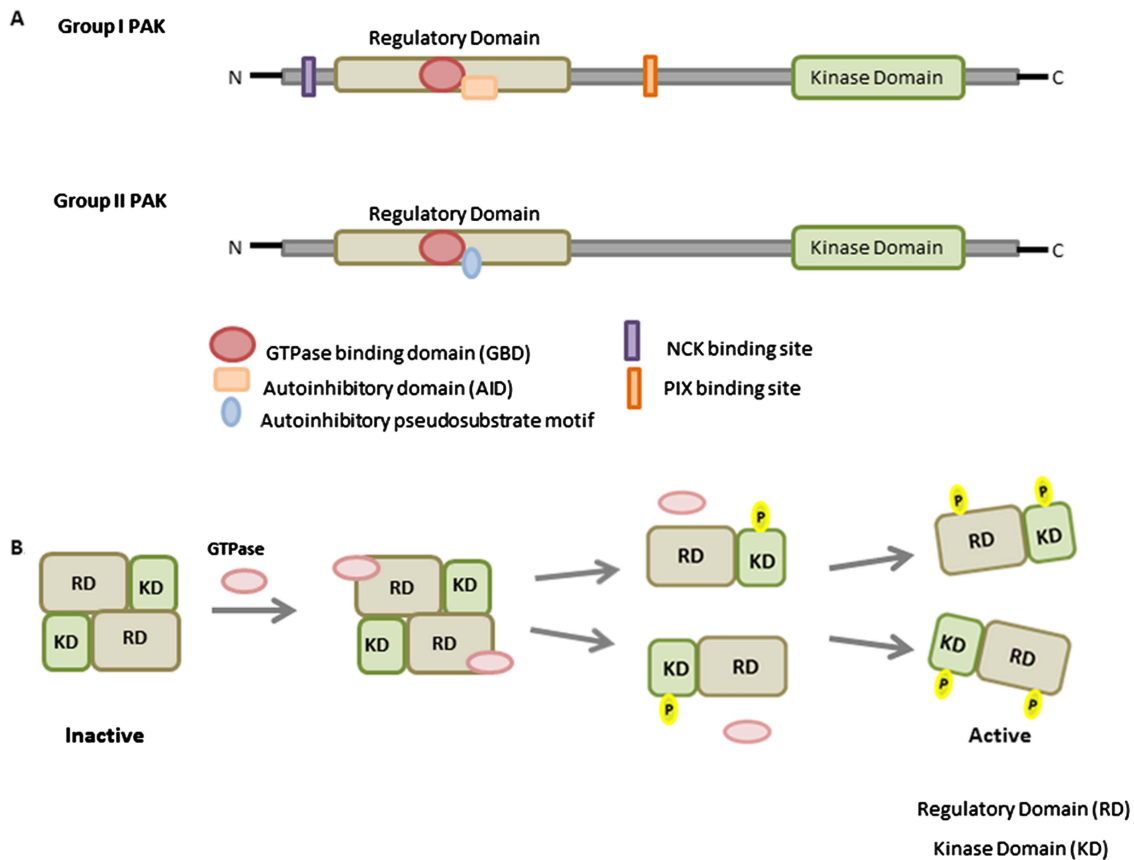 A
Group I PAK
Regulatory Domain
N
Kinase Domain
C
Group II PAK
Regulatory Domain
N
Kinase Domain
C
GTPase binding domain (GBD)
NCK binding site
Autoinhibitory domain (AID)
PIX binding site
Autoinhibitory pseudosubstrate motif
B.
GTPase
RD KD
KD RD
RD KD
KD RD
P
RD KD
KD RD
P
P P
RD KD
KD RD
P P
Inactive
Active
Regulatory Domain (RD)
Kinase Domain (KD)